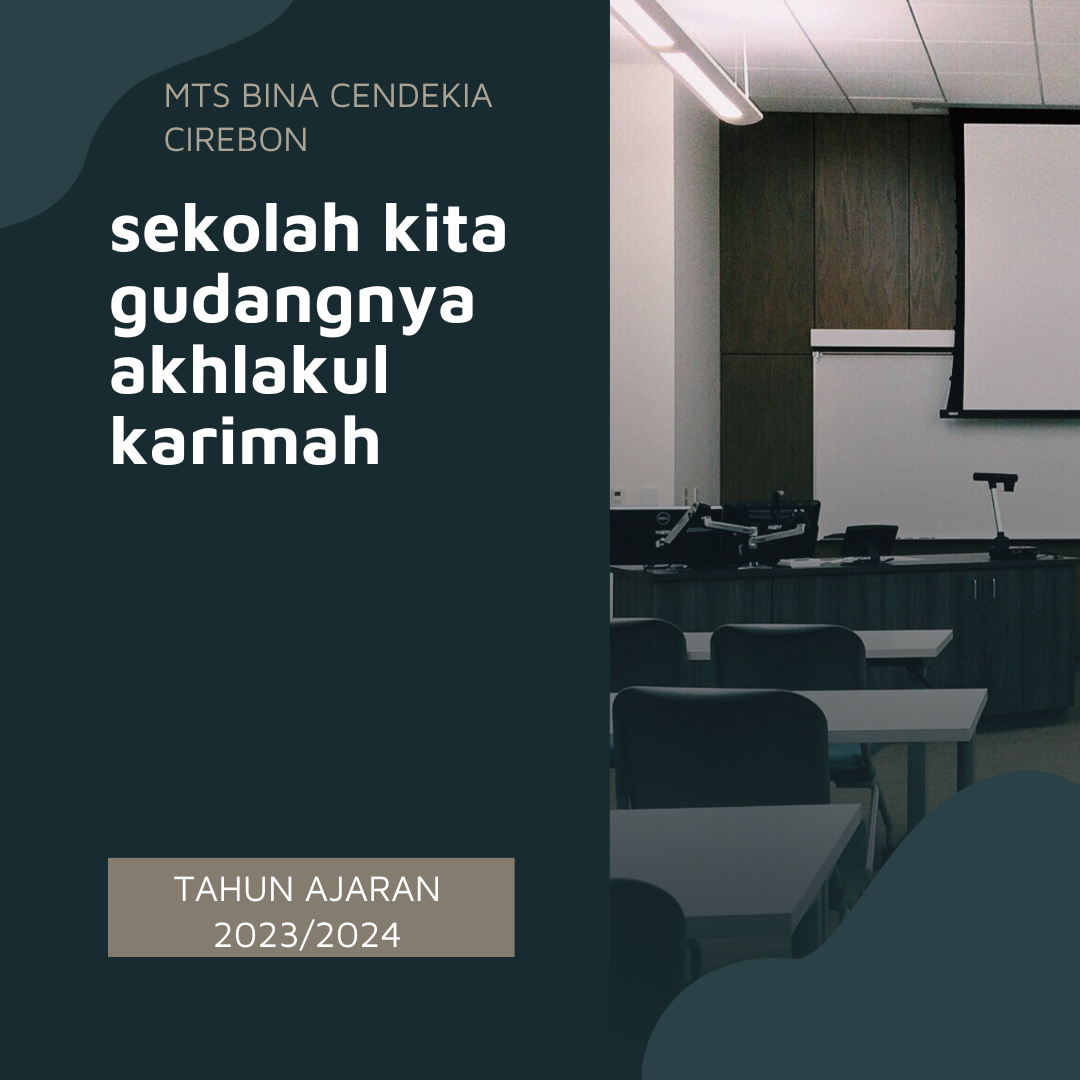 MTS BINA CENDEKIA
CIREBON
sekolah kita
gudangnya
akhlakul
karimah
TAHUN AJARAN
2023/2024